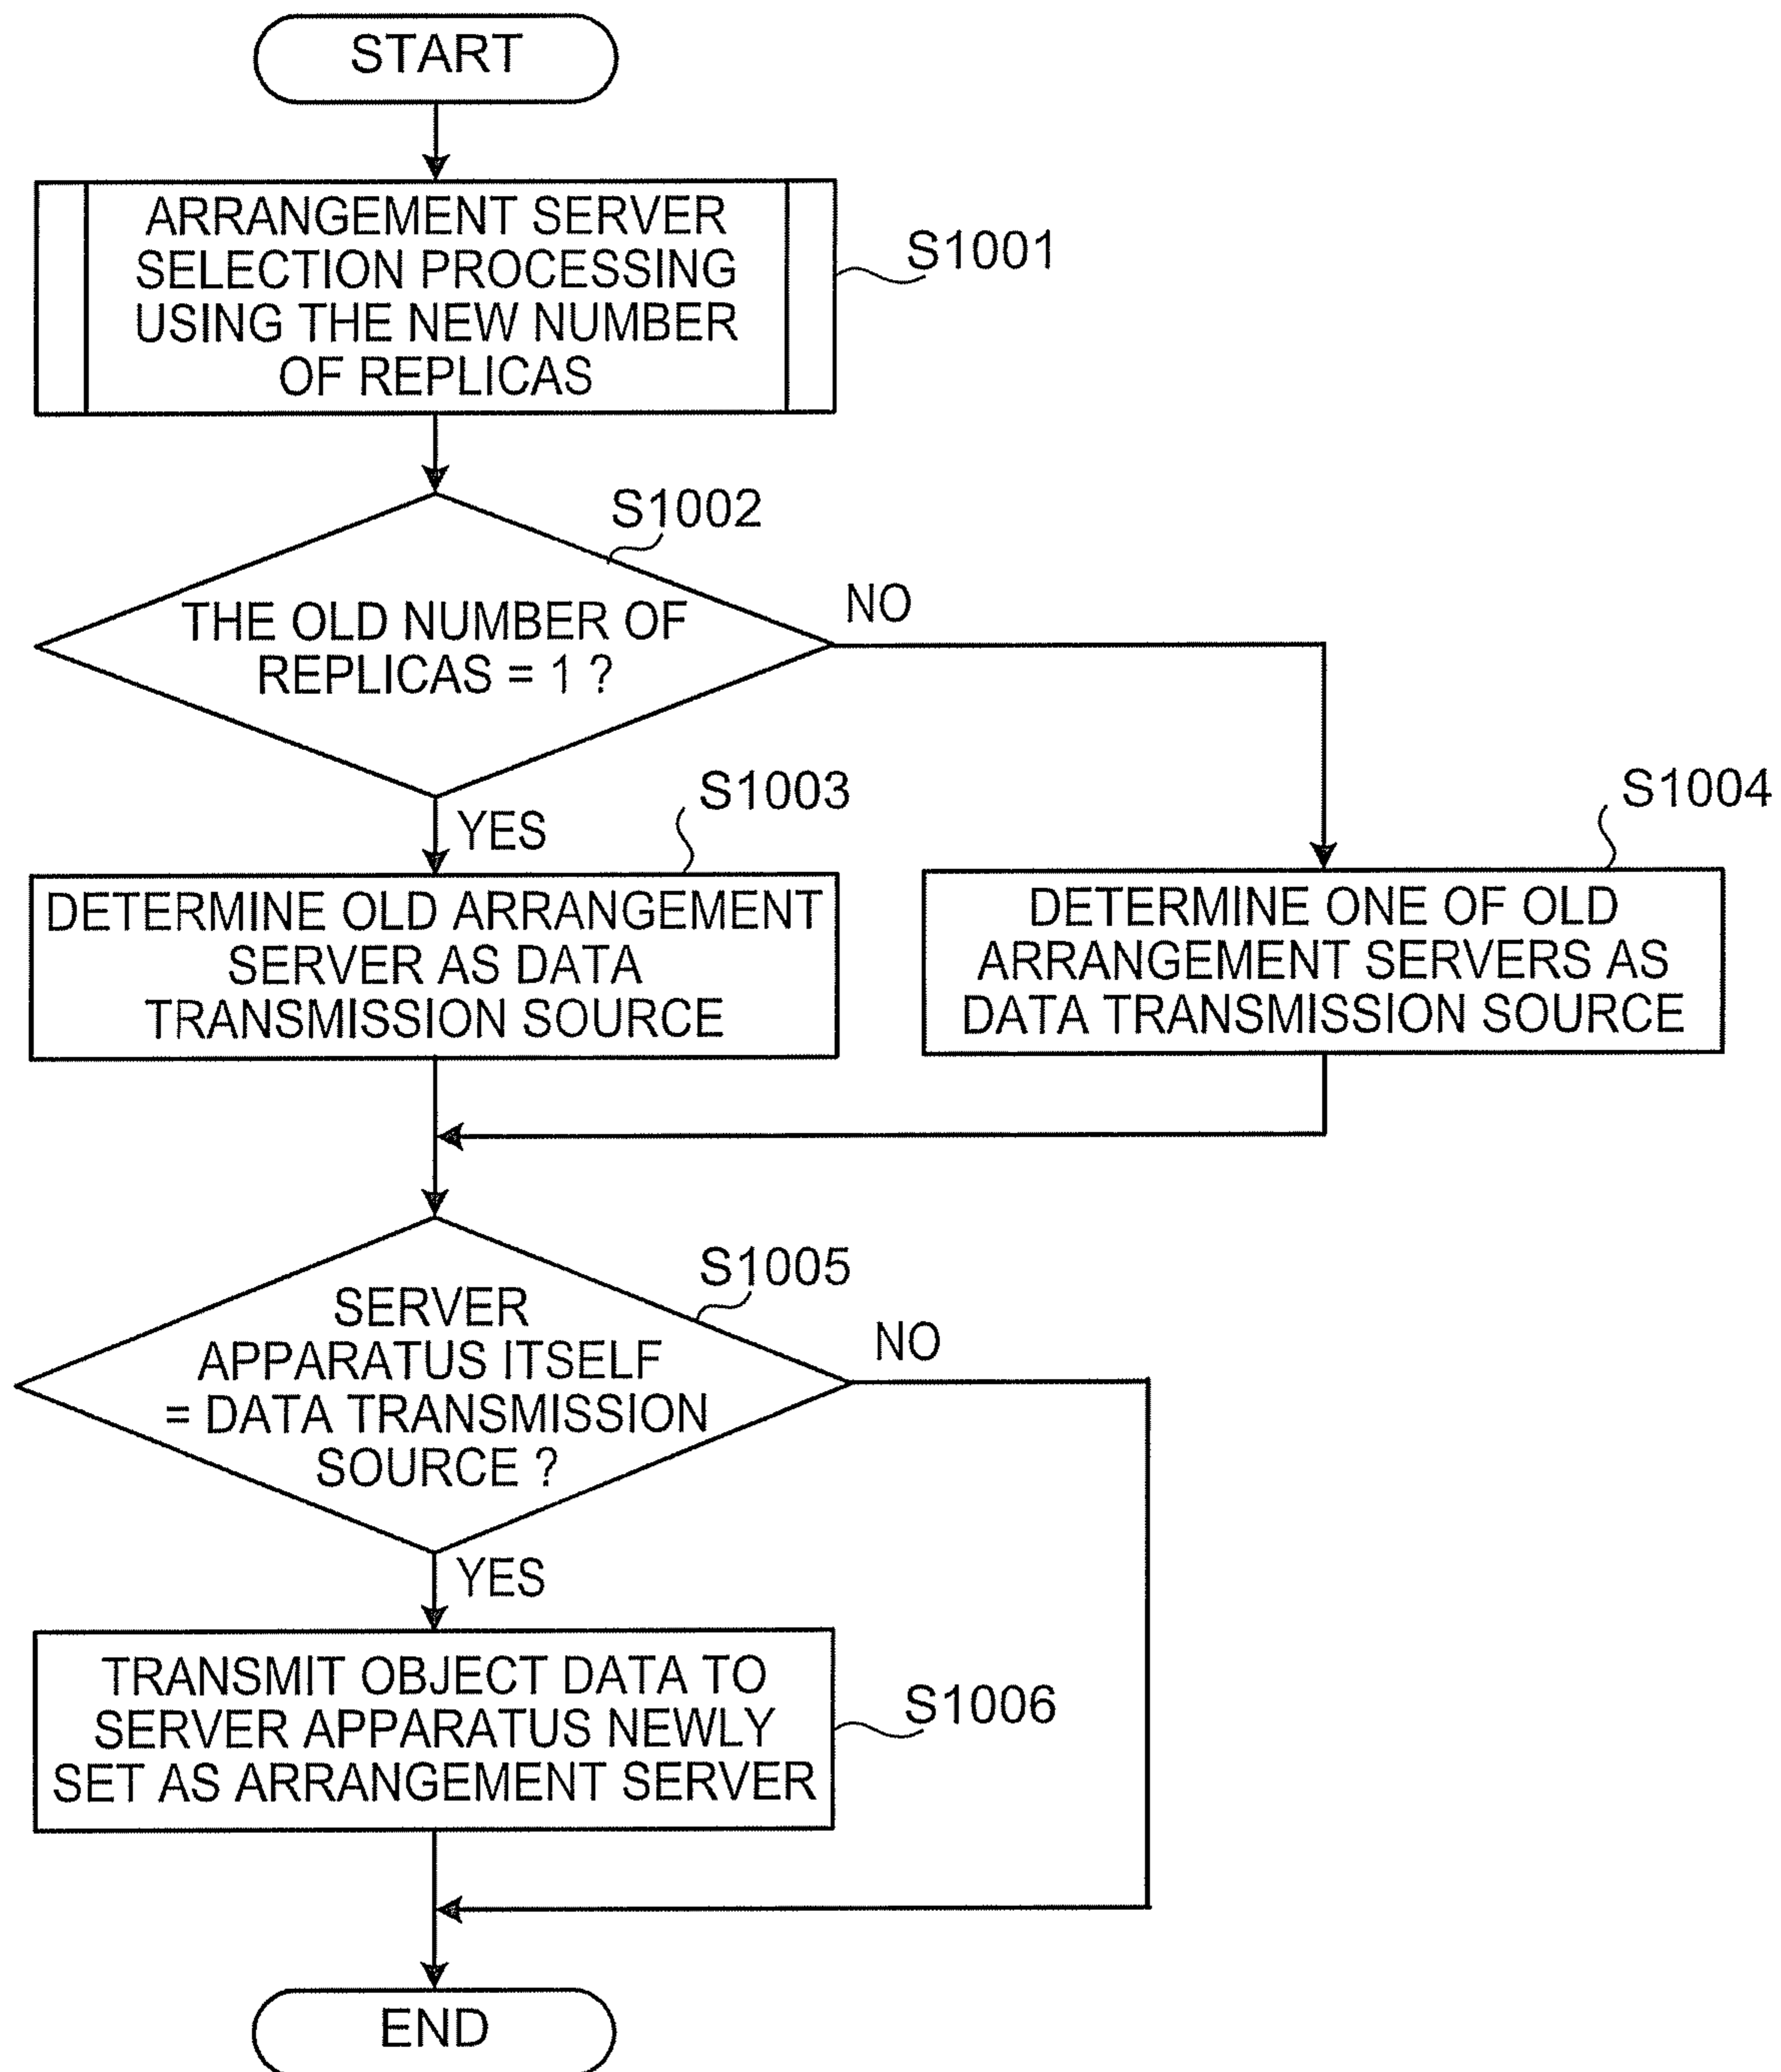 START
ARRANGEMENT SERVER
SELECTION PROCESSING
USING THE NEW NUMBER
OF REPLICAS
S1001
S1002
THE OLD NUMBER OF
REPLICAS = 1 ?
NO
YES
S1003
DETERMINE OLD ARRANGEMENT
SERVER AS DATA
TRANSMISSION SOURCE
S1004
DETERMINE ONE OF OLD
ARRANGEMENT SERVERS AS
DATA TRANSMISSION SOURCE
S1005
SERVER
APPARATUS ITSELF
= DATA TRANSMISSION
SOURCE ?
NO
YES
TRANSMIT OBJECT DATA TO
SERVER APPARATUS NEWLY
SET AS ARRANGEMENT SERVER
S1006
END